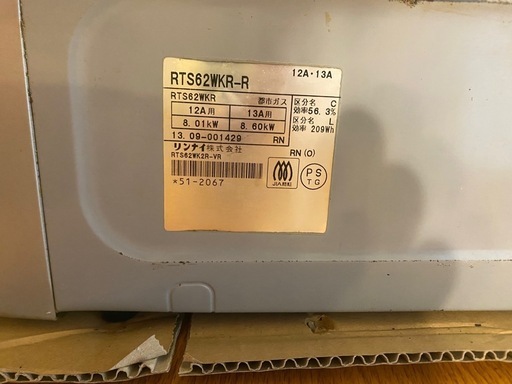 RTS62WKR-R 12A・13A
RTS62WKR 都市ガス
12A用 13A用
8.01kW 8.60kW
区分名 C
効率56.3%
区分名 L
効率 209Wh
13.09-001429 RN
リンナイ株式会社 RN(O)
RTS62WK2R-VR
*51-2067
JIA
PS
TG